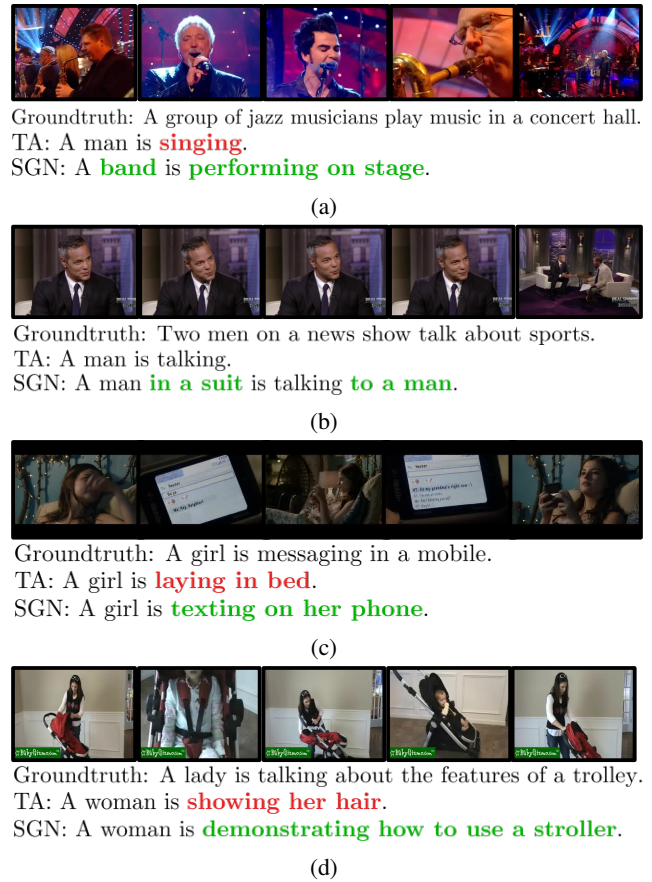 Groundtruth: A group of jazz musicians play music in a concert hall.
TA: A man is singing.
SGN: A band is performing on stage.
(a)
Groundtruth: Two men on a news show talk about sports.
TA: A man is talking.
SGN: A man in a suit is talking to a man.
(b)
Groundtruth: A girl is messaging in a mobile.
TA: A girl is laying in bed.
SGN: A girl is texting on her phone.
(c)
Groundtruth: A lady is talking about the features of a trolley.
TA: A woman is showing her hair.
SGN: A woman is demonstrating how to use a stroller.
(d)